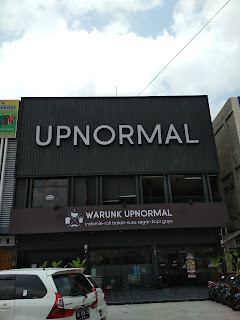 UPNORMAL
WARUNK UPNORMAL
indomie-roti bakar-susu segar-kopi gaya